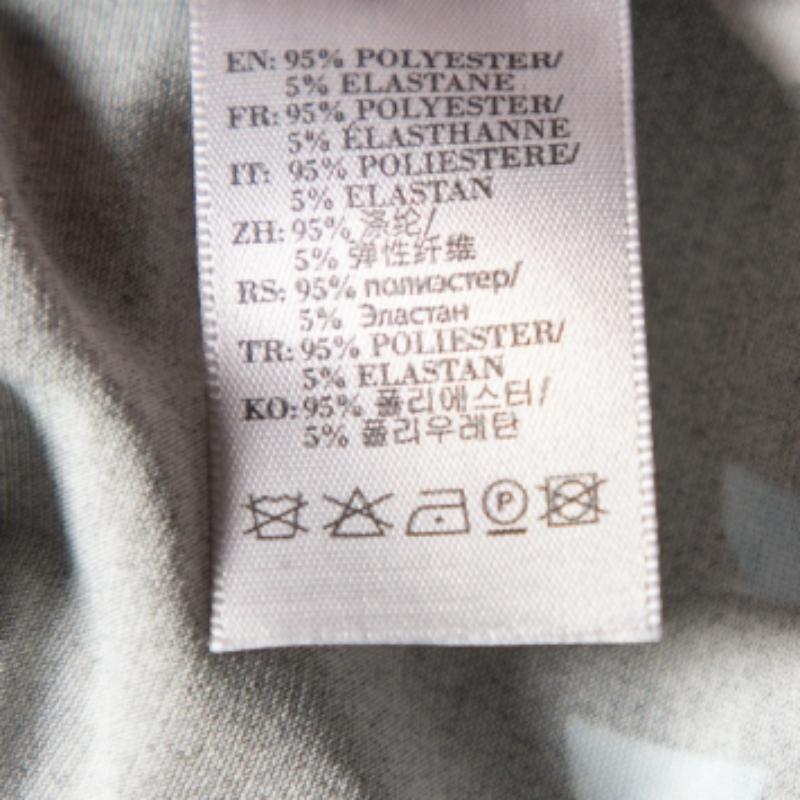 EN: 95% POLYESTER/
5% ELASTANE
FR: 95% POLYESTER/
5% ÉLASTHANNE
IT: 95% POLIESTERE/
5% ELASTAN
ZH: 95% 涤纶/
5% 弹性纤维
RS: 95% полиэстер/
5% Эластан
TR: 95% POLIESTER/
5% ELASTAN
KO: 95% 폴리에스터/
5% 폴리우레탄
P